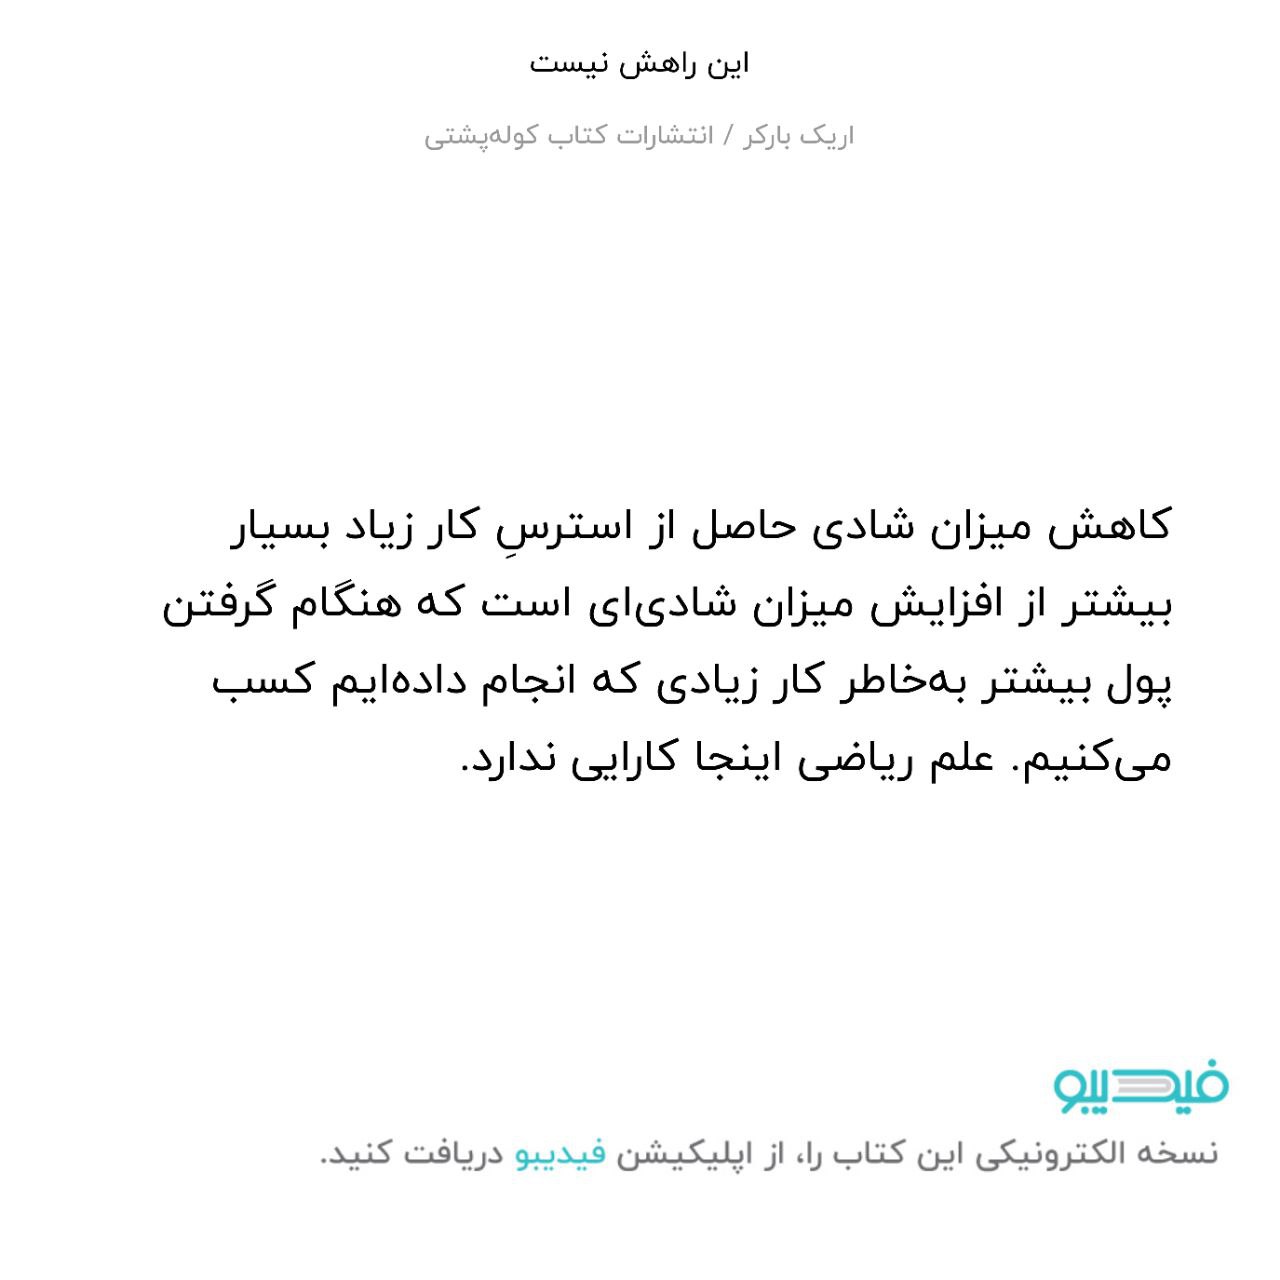 این راهش نیست
اریک بارکر / انتشارات کتاب کوله‌پشتی
کاهش میزان شادی حاصل از استرسِ کار زیاد بسیار
بیشتر از افزایش میزان شادی‌ای است که هنگام گرفتن
پول بیشتر به‌خاطر کار زیادی که انجام داده‌ایم کسب
می‌کنیم. علم ریاضی اینجا کارایی ندارد.
فیدیبو
نسخه الکترونیکی این کتاب را، از اپلیکیشن فیدیبو دریافت کنید.